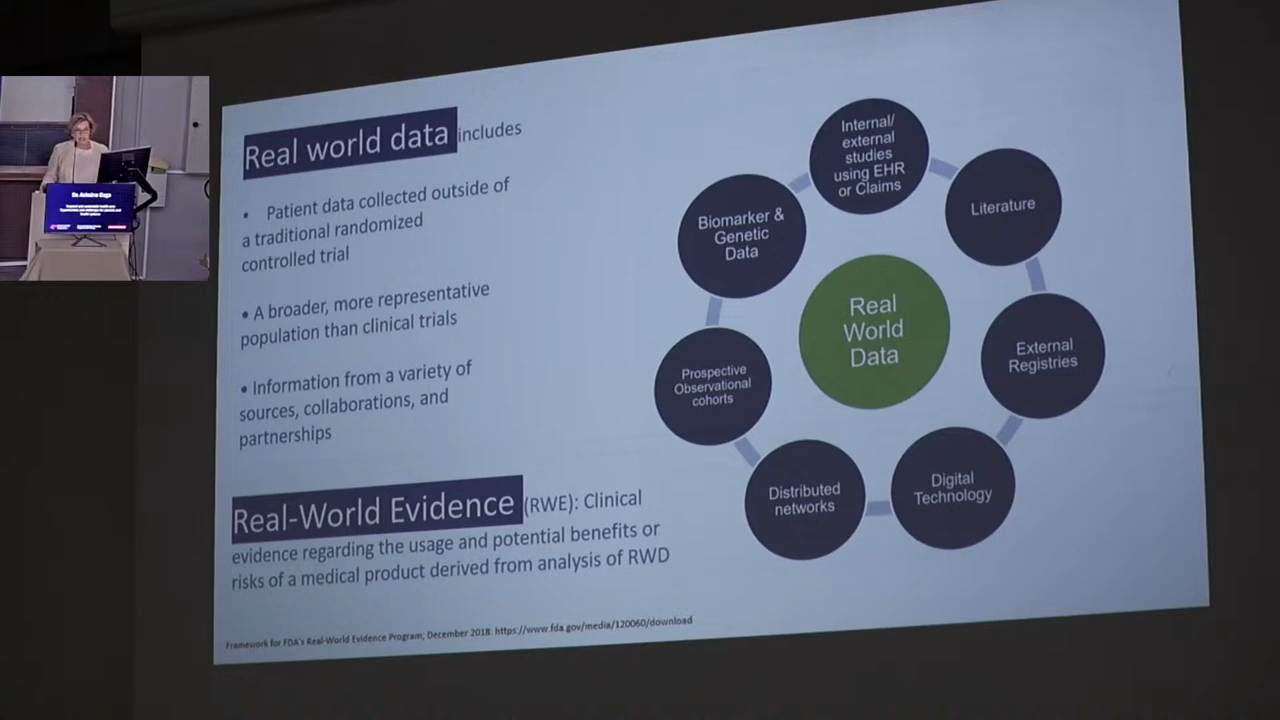 Real world data includes
• Patient data collected outside of
a traditional randomized
controlled trial
• A broader, more representative
population than clinical trials
• Information from a variety of
sources, collaborations, and
partnerships
Real-World Evidence (RWE): Clinical
evidence regarding the usage and potential benefits or
risks of a medical product derived from analysis of RWD
Framework for FDA's Real-World Evidence Program; December 2018: https://www.fda.gov/media/120060/download
Internal/
external
studies
using EHR
or Claims
Literature
External
Registries
Digital
Technology
Distributed
networks
Prospective
Observational
cohorts
Biomarker &
Genetic
Data
Real
World
Data